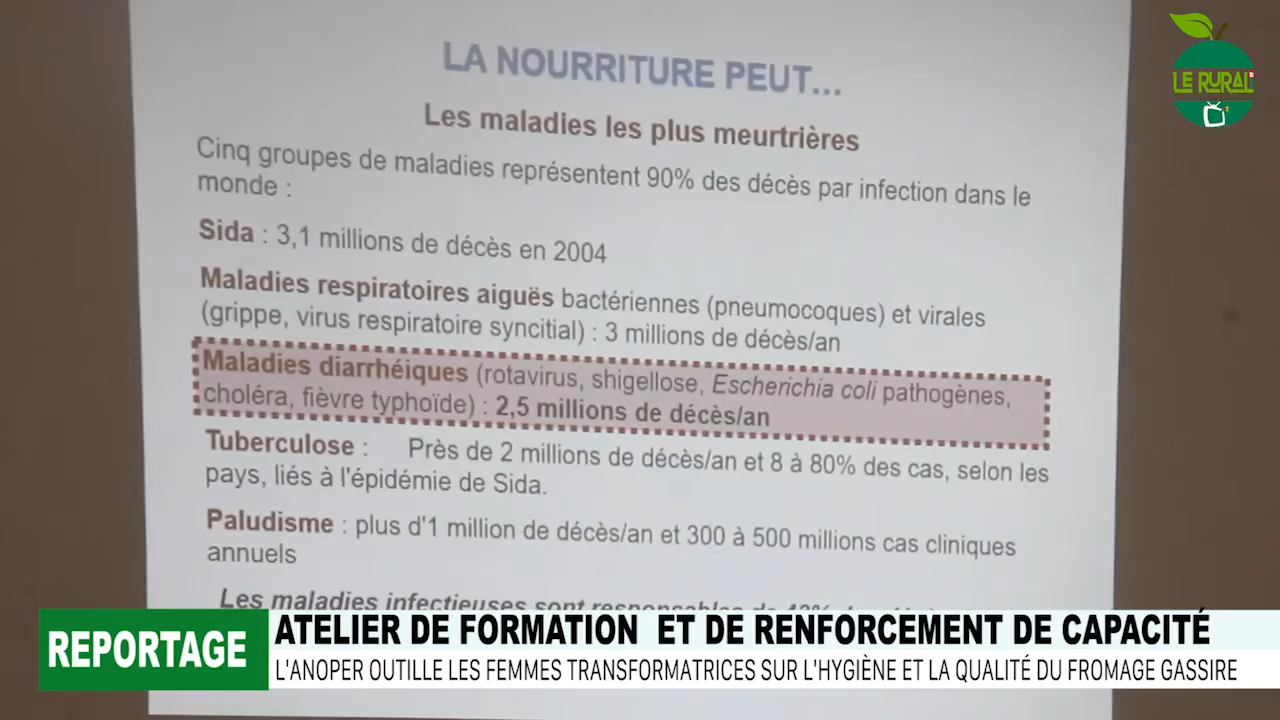 LE RURAL
LA NOURRITURE PEUT...
Les maladies les plus meurtrières
Cinq groupes de maladies représentent 90% des décès par infection dans le
monde :
Sida : 3,1 millions de décès en 2004
Maladies respiratoires aiguës bactériennes (pneumocoques) et virales
(grippe, virus respiratoire syncitial) : 3 millions de décès/an
Maladies diarrhéiques (rotavirus, shigellose, Escherichia coli pathogènes,
choléra, fièvre typhoïde) : 2,5 millions de décès/an
Tuberculose : Près de 2 millions de décès/an et 8 à 80% des cas, selon les
pays, liés à l'épidémie de Sida.
Paludisme : plus d'1 million de décès/an et 300 à 500 millions cas cliniques
annuels
Les maladies infectieuses sont responsables de
REPORTAGE
ATELIER DE FORMATION ET DE RENFORCEMENT DE CAPACITÉ
L'ANOPER OUTILLE LES FEMMES TRANSFORMATRICES SUR L'HYGIÈNE ET LA QUALITÉ DU FROMAGE GASSIRE